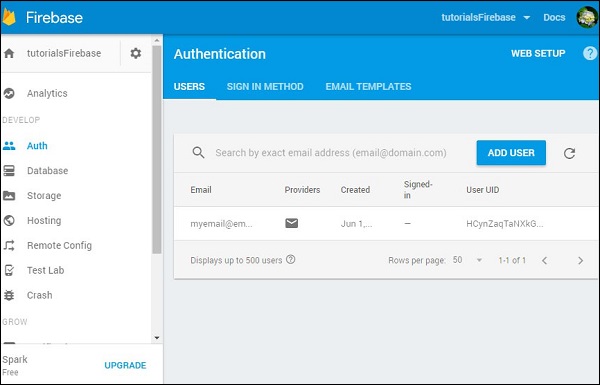 Firebase
tutorialsFirebase
Docs
tutorialsFirebase
Analytics
DEVELOP
Auth
Database
Storage
Hosting
Remote Config
Test Lab
Crash
GROW
Spark
Free
UPGRADE
Authentication
WEB SETUP
?
USERS SIGN IN METHOD EMAIL TEMPLATES
Search by exact email address (email@domain.com)
ADD USER
Email Providers Created Signed-in User UID
myemail@em... Jun 1,... — HCynZaqTaNXkG...
Displays up to 500 users ?
Rows per page: 50 1-1 of 1